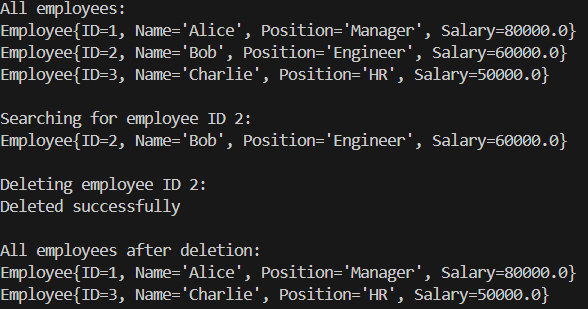 All employees:
Employee{ID=1, Name='Alice', Position='Manager', Salary=80000.0}
Employee{ID=2, Name='Bob', Position='Engineer', Salary=60000.0}
Employee{ID=3, Name='Charlie', Position='HR', Salary=50000.0}

Searching for employee ID 2:
Employee{ID=2, Name='Bob', Position='Engineer', Salary=60000.0}

Deleting employee ID 2:
Deleted successfully

All employees after deletion:
Employee{ID=1, Name='Alice', Position='Manager', Salary=80000.0}
Employee{ID=3, Name='Charlie', Position='HR', Salary=50000.0}